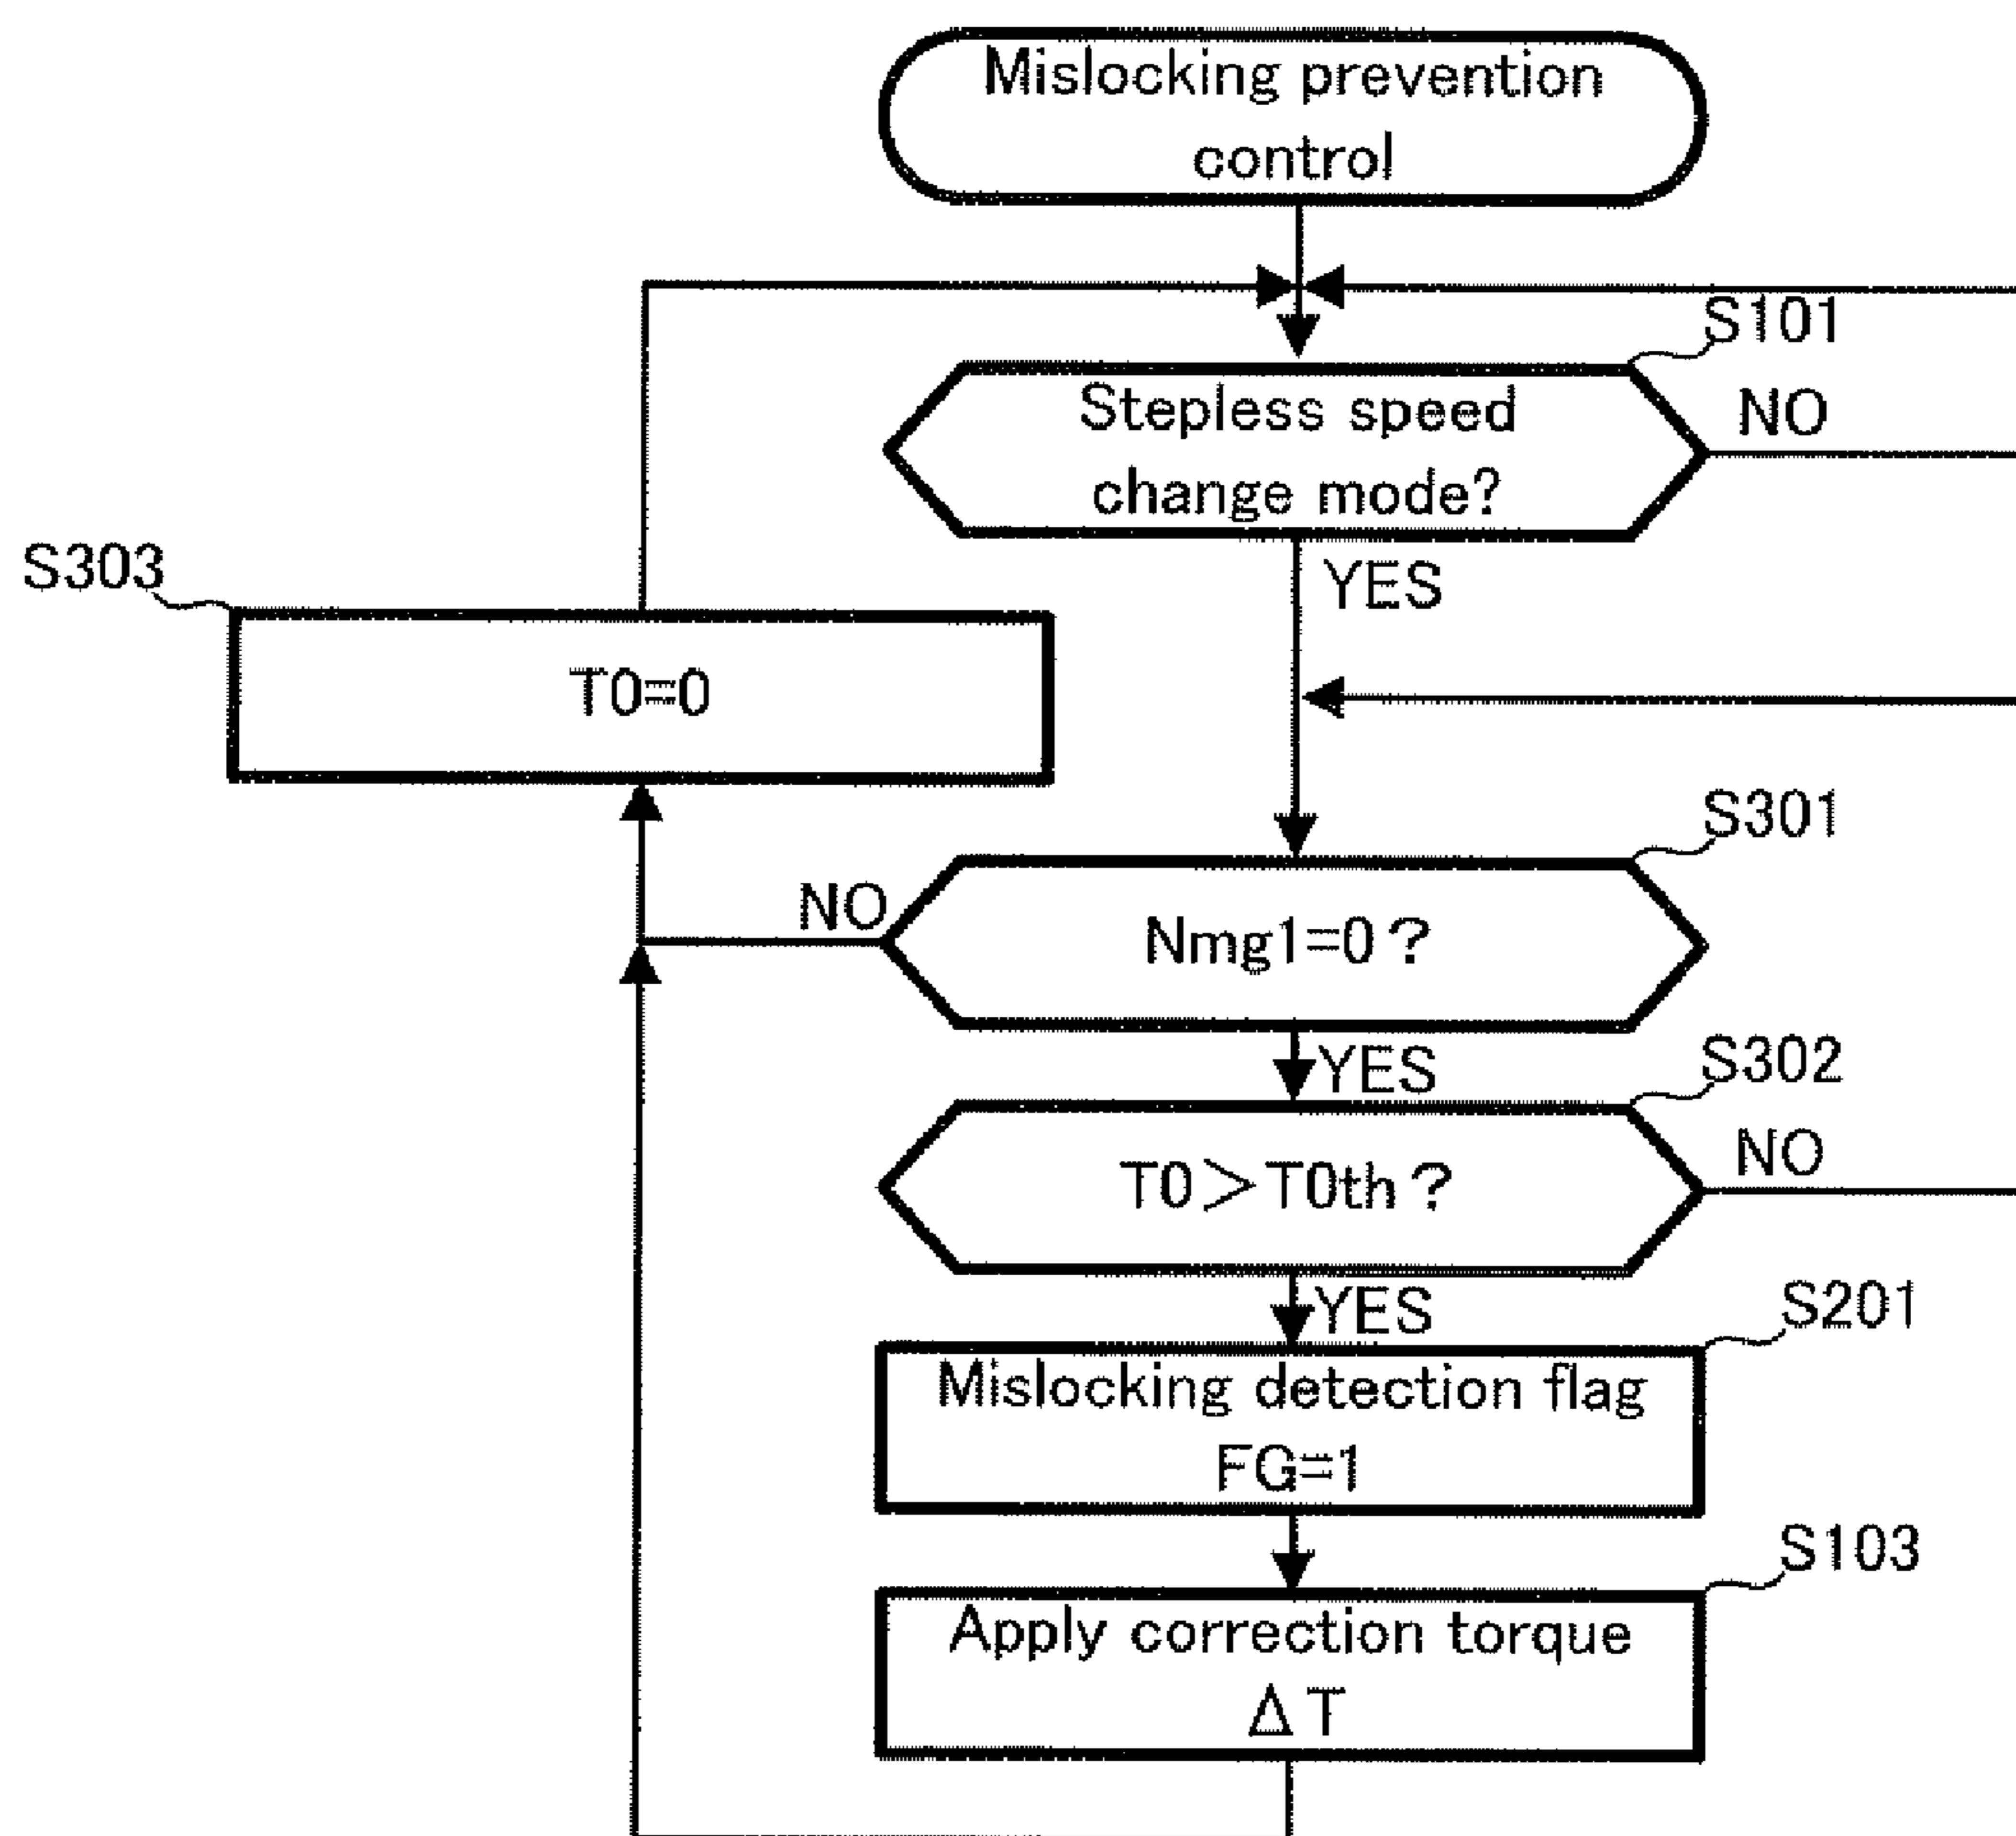 Mislocking prevention
control
S101
Stepless speed
change mode?
NO
YES
S303
T0=0
S301
NO
Nmg1=0?
YES
S302
T0>T0th?
NO
YES
S201
Mislocking detection flag
FG=1
S103
Apply correction torque
ΔT